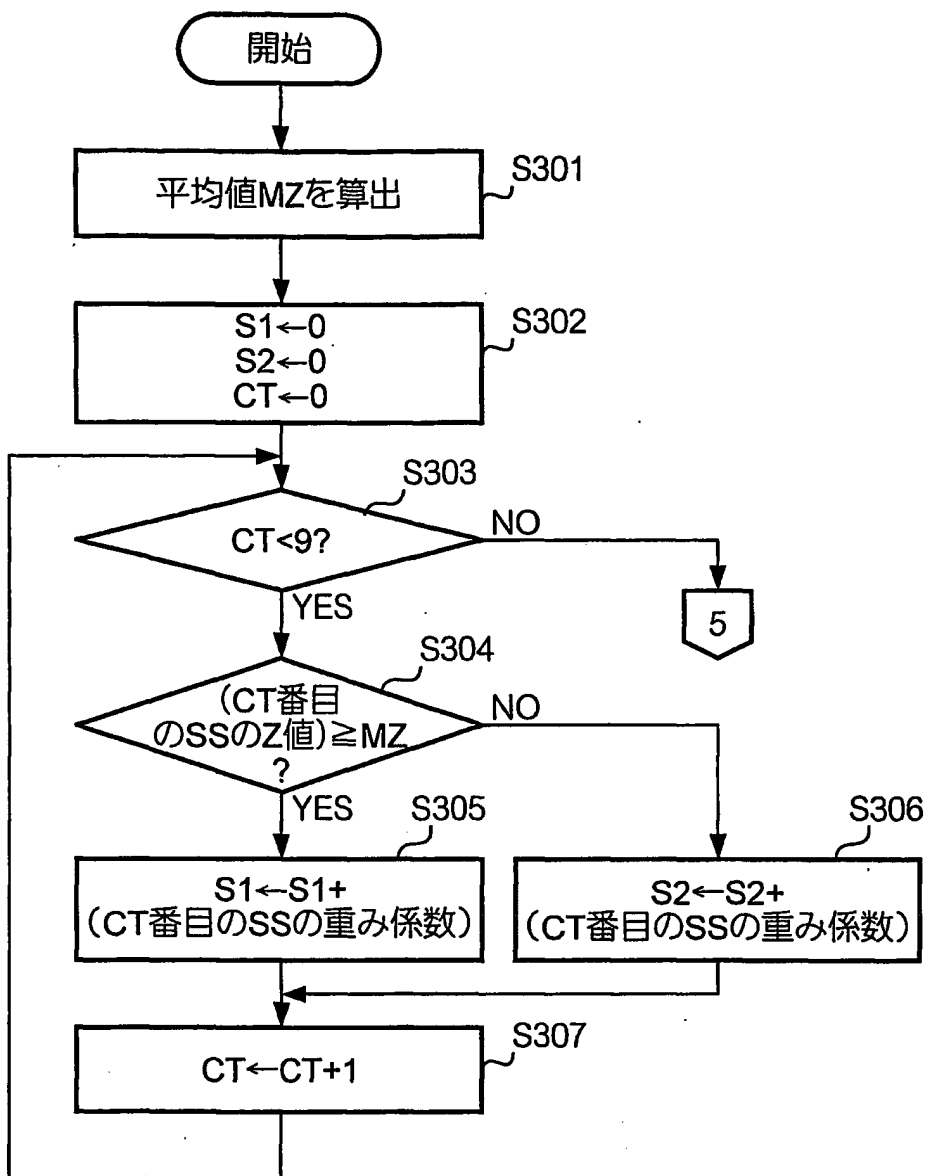 開始
平均値MZを算出
S301
S1←0
S2←0
CT←0
S302
S303
CT<9?
NO
YES
5
S304
(CT番目
のSSのZ値)≧MZ
?
NO
YES
S305
S1←S1+
(CT番目のSSの重み係数)
S306
S2←S2+
(CT番目のSSの重み係数)
S307
CT←CT+1